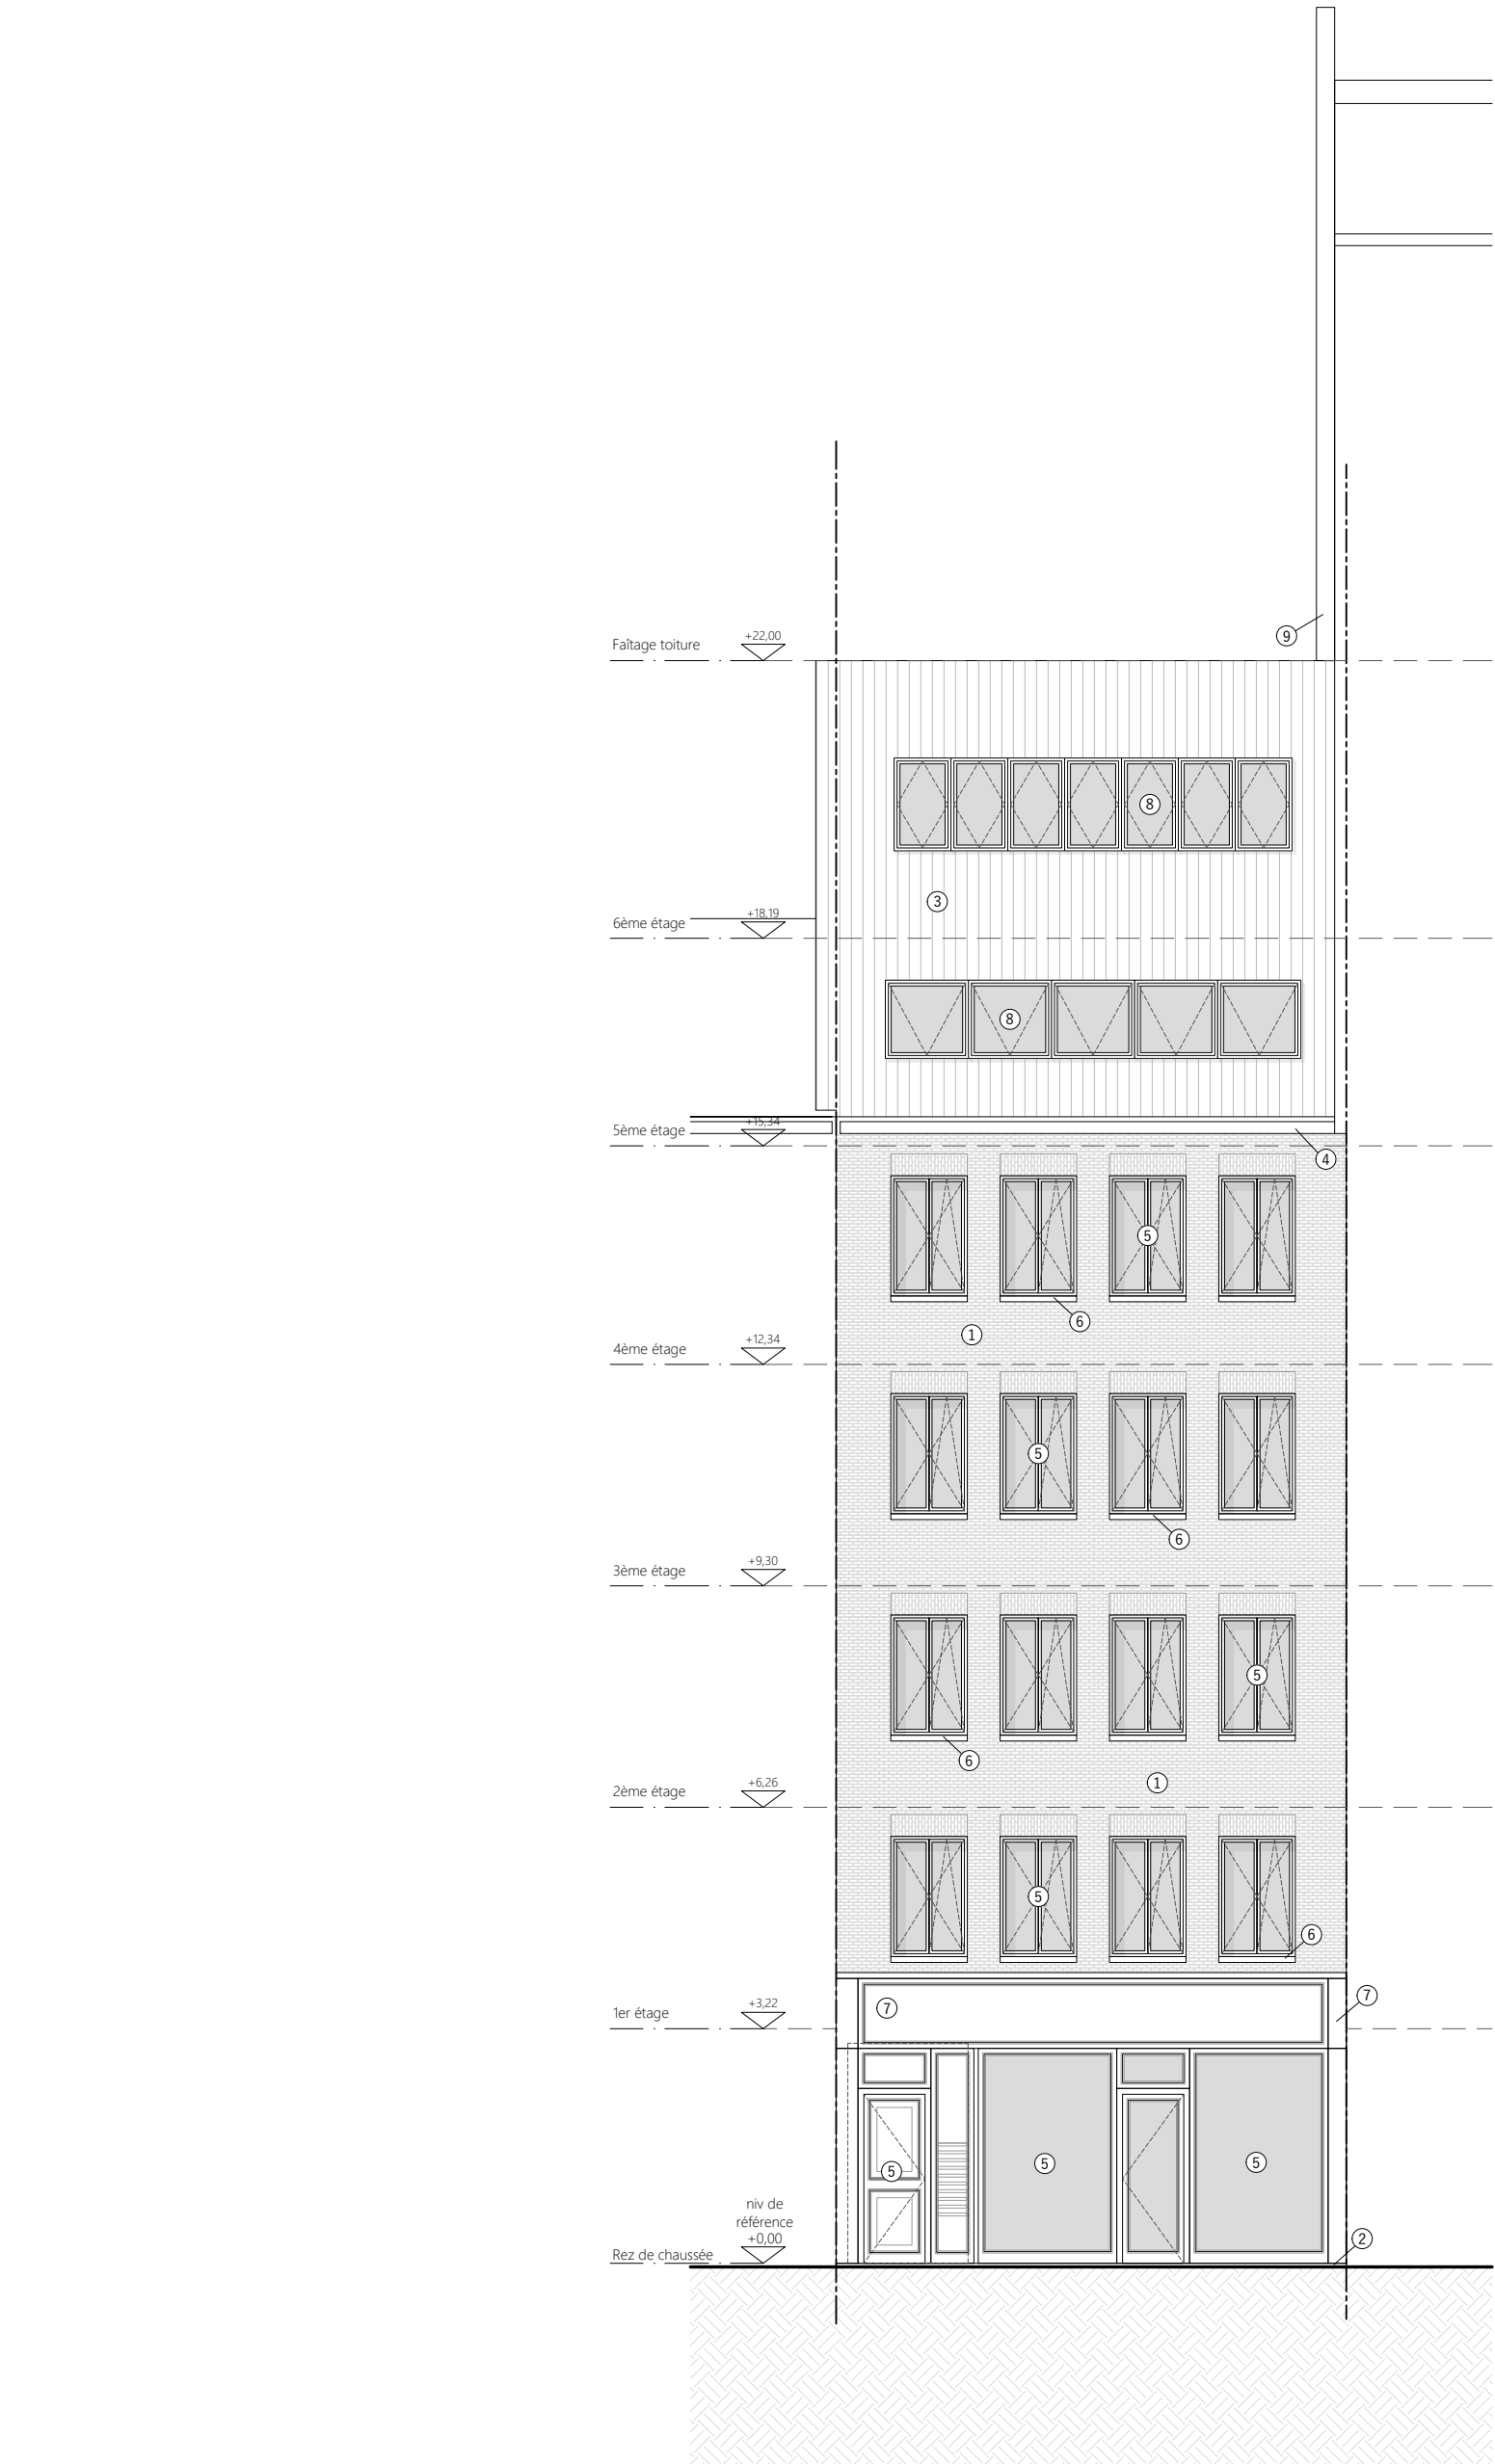 9
+22,00
Faîtage toiture
8
3
+18,19
6ème étage
8
+15,34
5ème étage
4
5
6
1
+12,34
4ème étage
5
6
+9,30
3ème étage
5
6
1
+6,26
2ème étage
5
6
7
7
+3,22
1er étage
5
5
5
niv de
référence
+0,00
2
Rez de chaussée